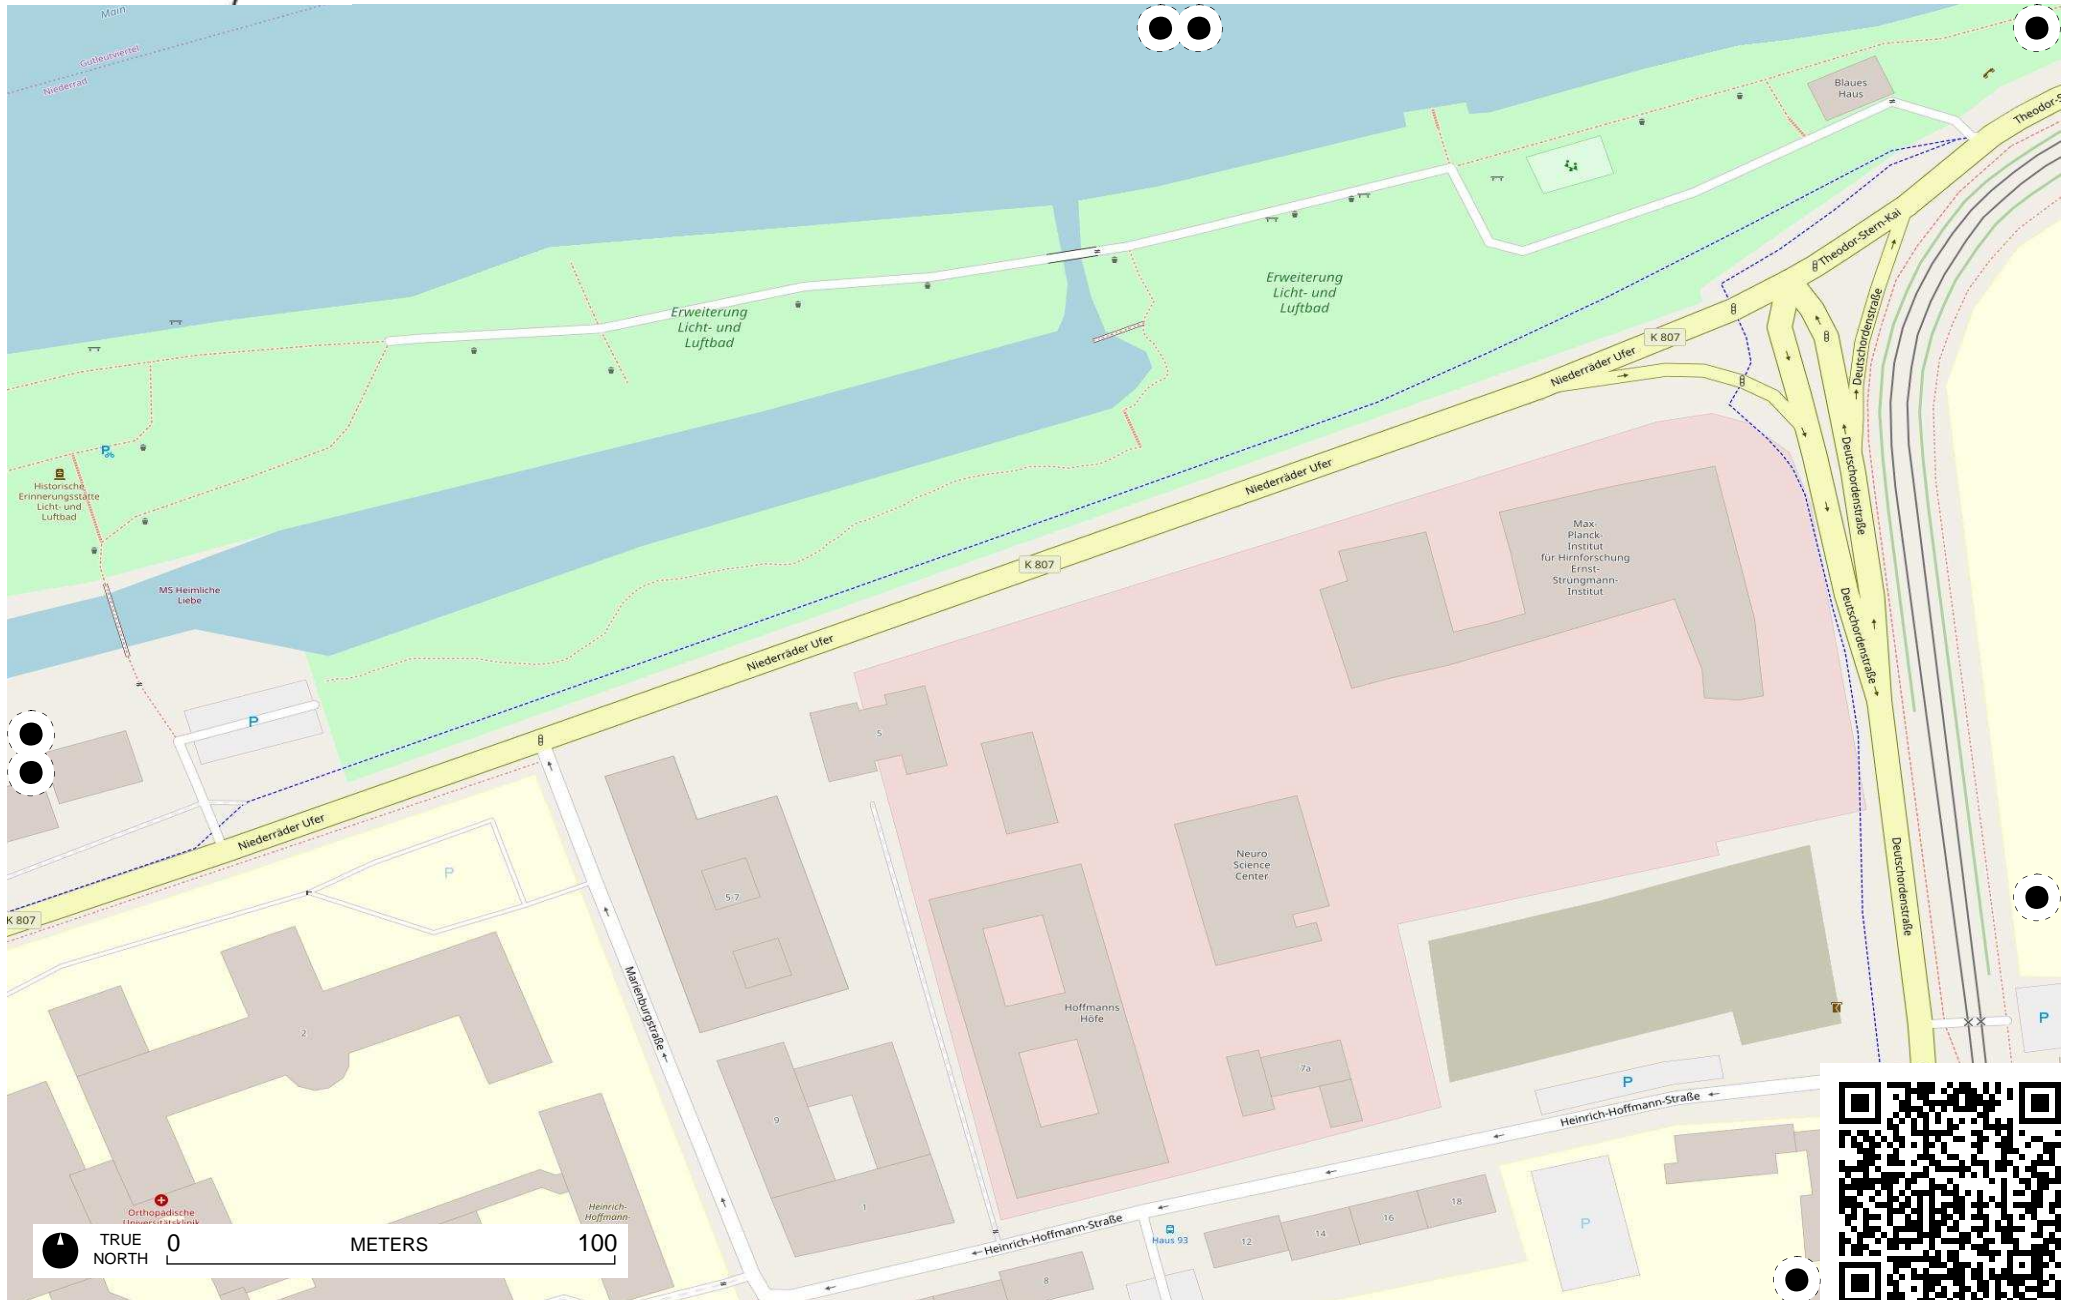 Main
Gutleutviertel
Niederrad
Blaues
Haus
Theodor-S
Theodor-Stern-Kai
Erweiterung
Licht- und
Luftbad
Erweiterung
Licht- und
Luftbad
K 807
Niederräder Ufer
Deutschordenstraße
Deutschordenstraße
Historische
Erinnerungsstätte
Licht- und
Luftbad
P
Niederräder Ufer
Max-
Planck-
Institut
für Hirnforschung
Ernst-
Strüngmann-
Institut
K 807
MS Heimliche
Liebe
Deutschordenstraße
Niederräder Ufer
P
5
Niederräder Ufer
K 807
P
5 7
Neuro
Science
Center
Deutschordenstraße
Marienburgstraße
2
Hoffmanns
Höfe
P
7a
P
Heinrich-Hoffmann-Straße
9
1
Orthopädische
Universitätsklinik
Heinrich-
Hoffmann-
Heinrich-Hoffmann-Straße
Haus 93
12
14
16
18
P
8
TRUE
NORTH
0
METERS
100